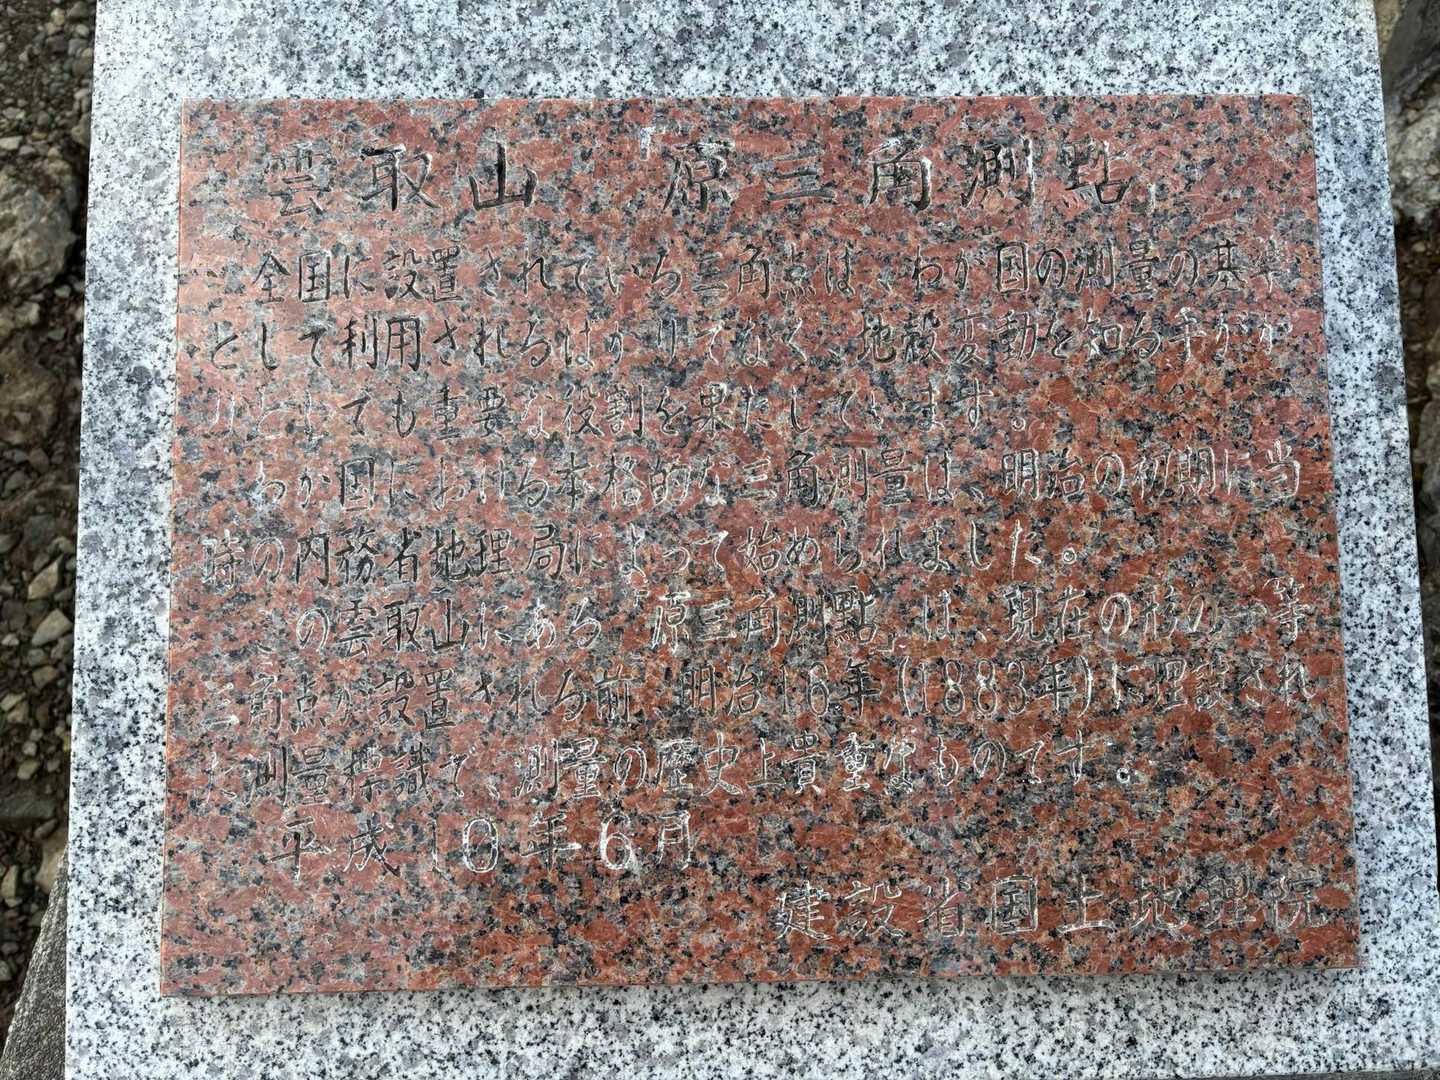 雲取山 「原三角測點」
全国に設置されている三角点は、わが国の測量の基準
として利用されるばかりでなく、地殻変動を知る手がか
りとしても重要な役割を果たしています。
わが国における本格的な三角測量は、明治の初期に当
時の内務省地理局によって始められました。
この雲取山にある「原三角測點」は、現在の形の一等
三角点が設置される前、明治16年(1883年)に埋設され
た測量標識で、測量の歴史上貴重なものです。
平成10年6月
建設省国土地理院